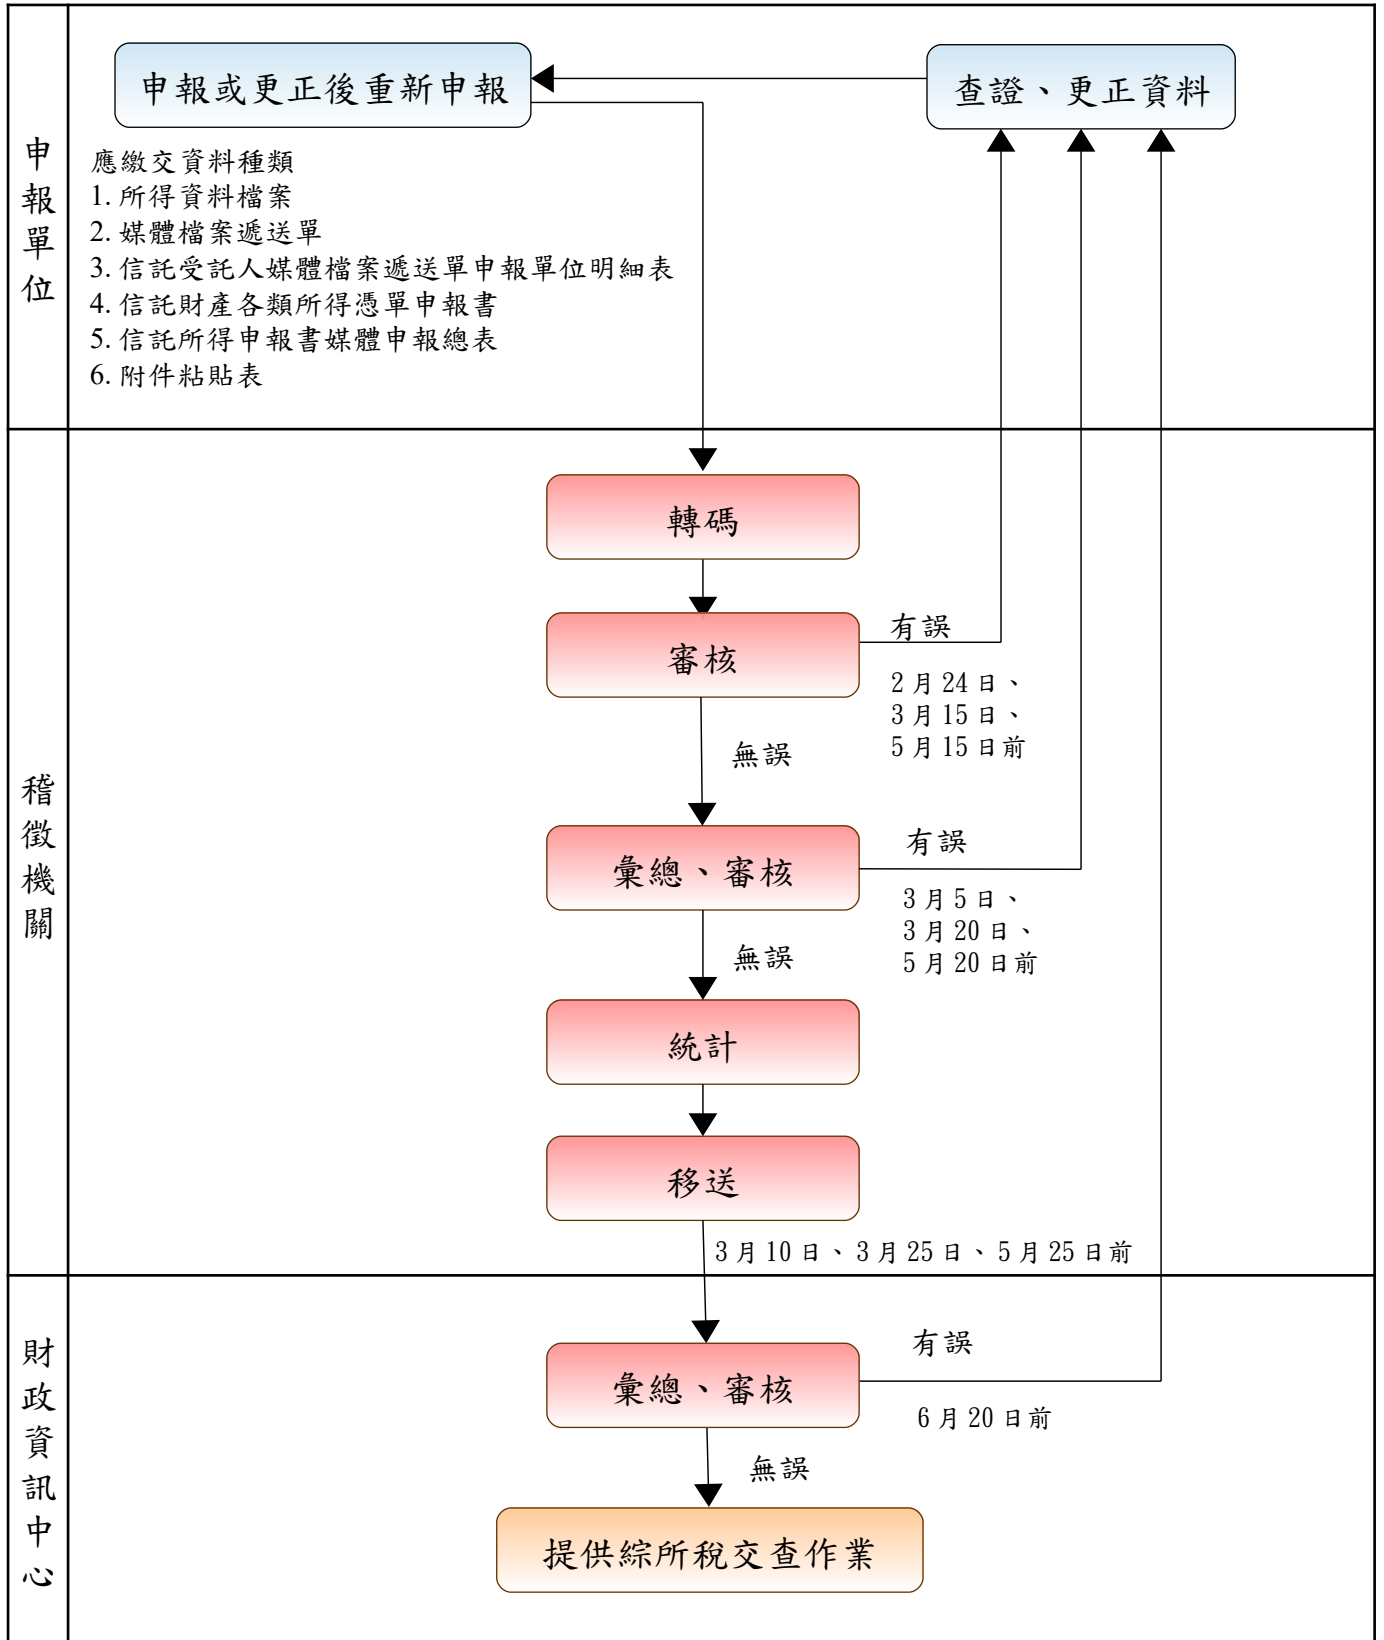 申報單位
申報或更正後重新申報
查證、更正資料
應繳交資料種類
1. 所得資料檔案
2. 媒體檔案遞送單
3. 信託受託人媒體檔案遞送單申報單位明細表
4. 信託財產各類所得憑單申報書
5. 信託所得申報書媒體申報總表
6. 附件粘貼表
稽徵機關
轉碼
審核
有誤
2 月 24 日、
3 月 15 日、
5 月 15 日前
無誤
彙總、審核
有誤
3 月 5 日、
3 月 20 日、
5 月 20 日前
無誤
統計
移送
3 月 10 日、3 月 25 日、5 月 25 日前
財政資訊中心
彙總、審核
有誤
6 月 20 日前
無誤
提供綜所稅交查作業